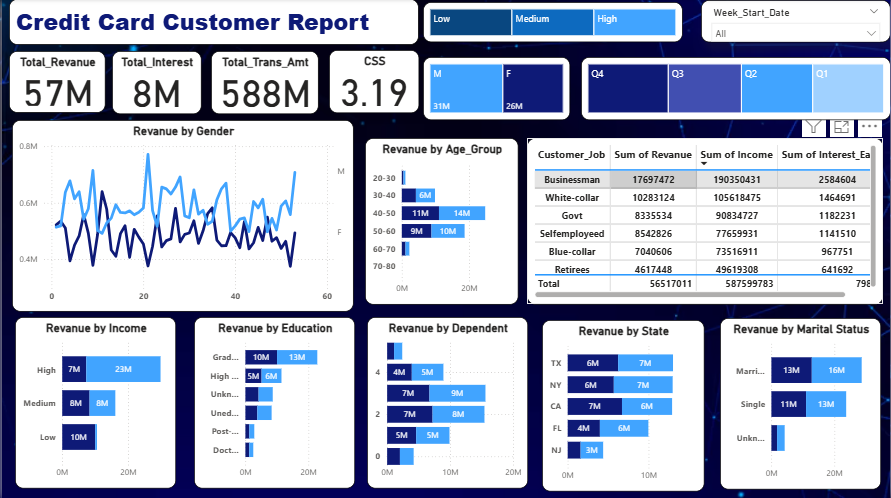 Credit Card Customer Report
Low Medium High
Week_Start_Date
All
Total_Revanue
57M
Total_Interest
8M
Total_Trans_Amt
588M
CSS
3.19
M F
31M 26M
Q4 Q3 Q2 Q1
Revanue by Gender
0.8M
0.6M
0.4M
0 20 40 60
M
F
Revanue by Age_Group
20-30
30-40 6M
40-50 11M 14M
50-60 9M 10M
60-70
70-80
0M 20M
Customer_Job Sum of Revanue Sum of Income Sum of Interest_Ea
Businessman 17697472 190350431 2584604
White-collar 10283124 105618475 1464691
Govt 8335534 90834727 1182231
Selfemployeed 8542826 77659931 1141510
Blue-collar 7040606 73516911 967751
Retirees 4617448 49619308 641692
Total 56517011 587599783 798
Revanue by Income
High 7M 23M
Medium 8M 8M
Low 10M
0M 20M
Revanue by Education
Grad... 10M 13M
High ... 5M 6M
Unkn...
Uned...
Post-...
Doct...
0M 20M
Revanue by Dependent
4 4M 5M
7M 9M
2 7M 8M
5M 5M
0
0M 10M 20M
Revanue by State
TX 6M 7M
NY 6M 7M
CA 7M 6M
FL 4M 6M
NJ 3M
0M 10M
Revanue by Marital Status
Marri... 13M 16M
Single 11M 13M
Unkn...
0M 20M